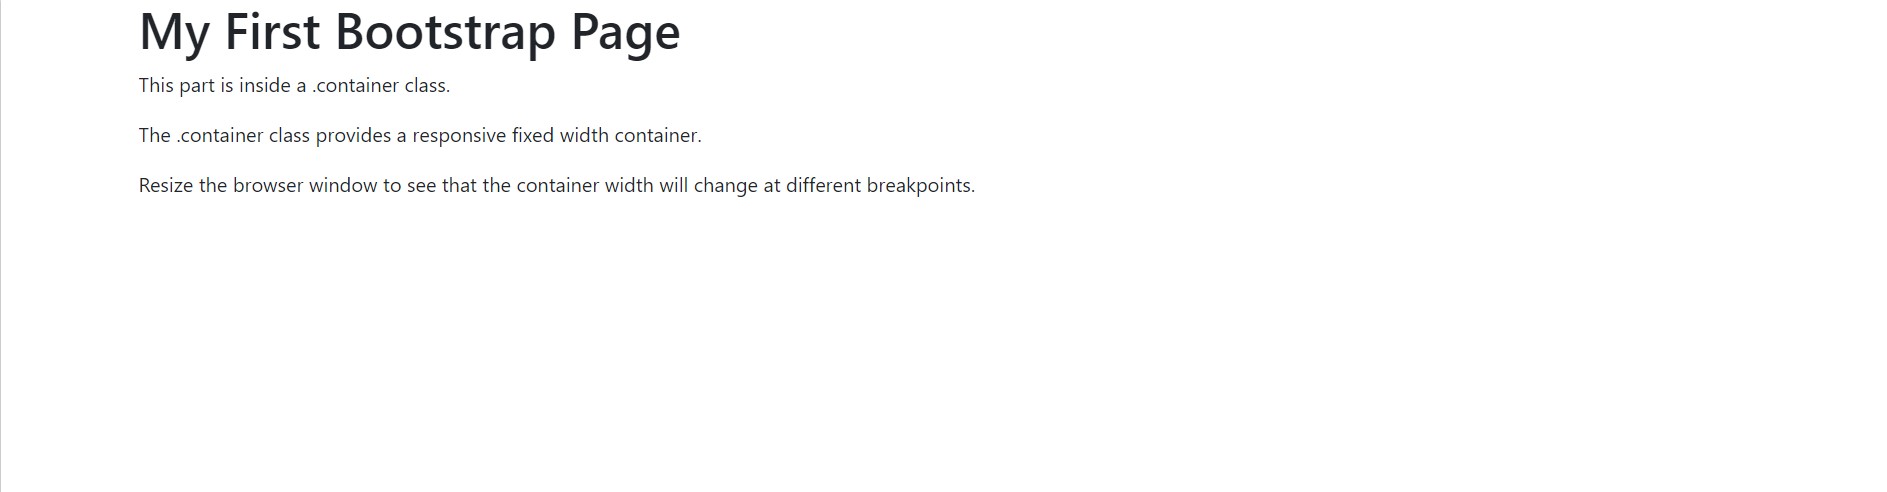 My First Bootstrap Page
This part is inside a .container class.
The .container class provides a responsive fixed width container.
Resize the browser window to see that the container width will change at different breakpoints.